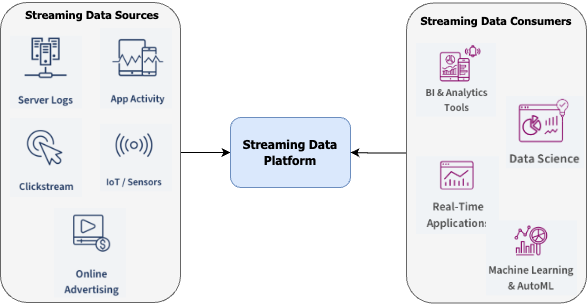 Streaming Data Sources
Server Logs
App Activity
Clickstream
IoT / Sensors
Online
Advertising
Streaming Data
Platform
Streaming Data Consumers
BI & Analytics
Tools
Data Science
Real-Time
Applications
Machine Learning
& AutoML